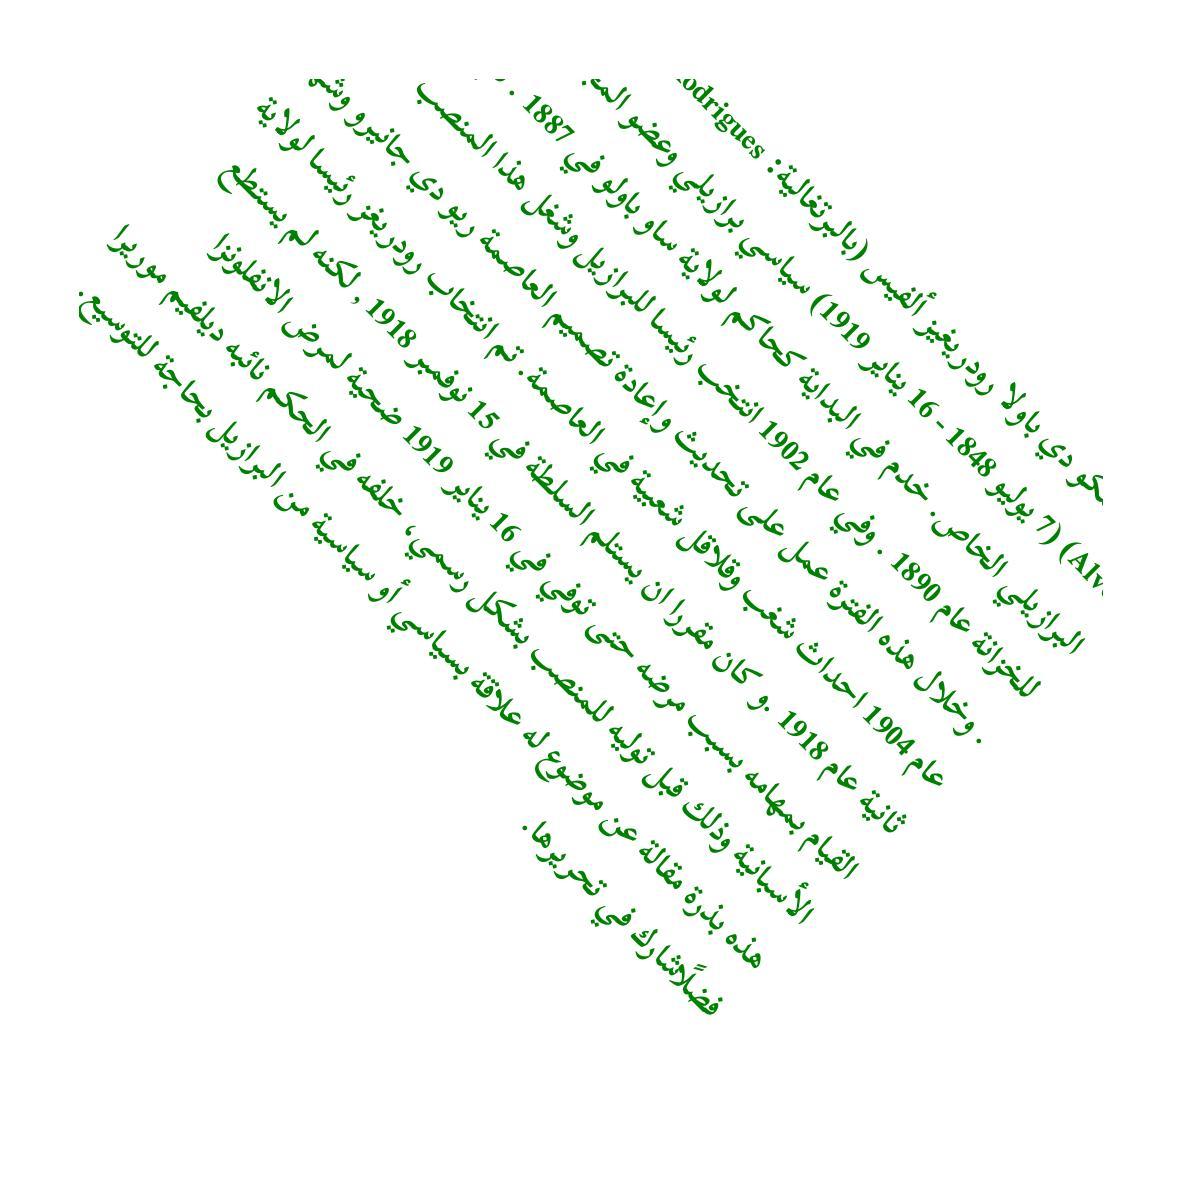 دي باولا رودريغيز ألفيس (بالبرتغالية:
(7 يوليو 1848 - 16 يناير 1919) سياسي برازيلي وعضو
البرازيلي الخاص. خدم في البداية كحاكم لولاية ساو باولو في 1887 .
للخزانة عام 1890 . وفي عام 1902 انتخب رئيسا للبرازيل وشغل هذا المنصب
. وخلال هذه الفترة عمل على تحديث وإعادة تصميم العاصمة ريو دي جانيرو
عام 1904 احداث شغب وقلاقل شعبية في العاصمة. تم انتخاب رودريغز رئيسا لولاية
ثانية عام 1918 .و كان مقررا ان يستلم السلطة في 15 نوفمبر 1918 , لكنه لم يستطع
القيام بمهامه بسبب مرضه حتى توفي في 16 يناير 1919 ضحية لمرض الانفلونزا
الأسبانية وذلك قبل توليه للمنصب بشكل رسمي، خلفه في الحكم نائبه ديلفيم موريرا
هذه بذرة مقالة عن موضوع له علاقة بسياسي أو سياسية من البرازيل بحاجة للتوسيع.
فضلًا شارك في تحريرها.